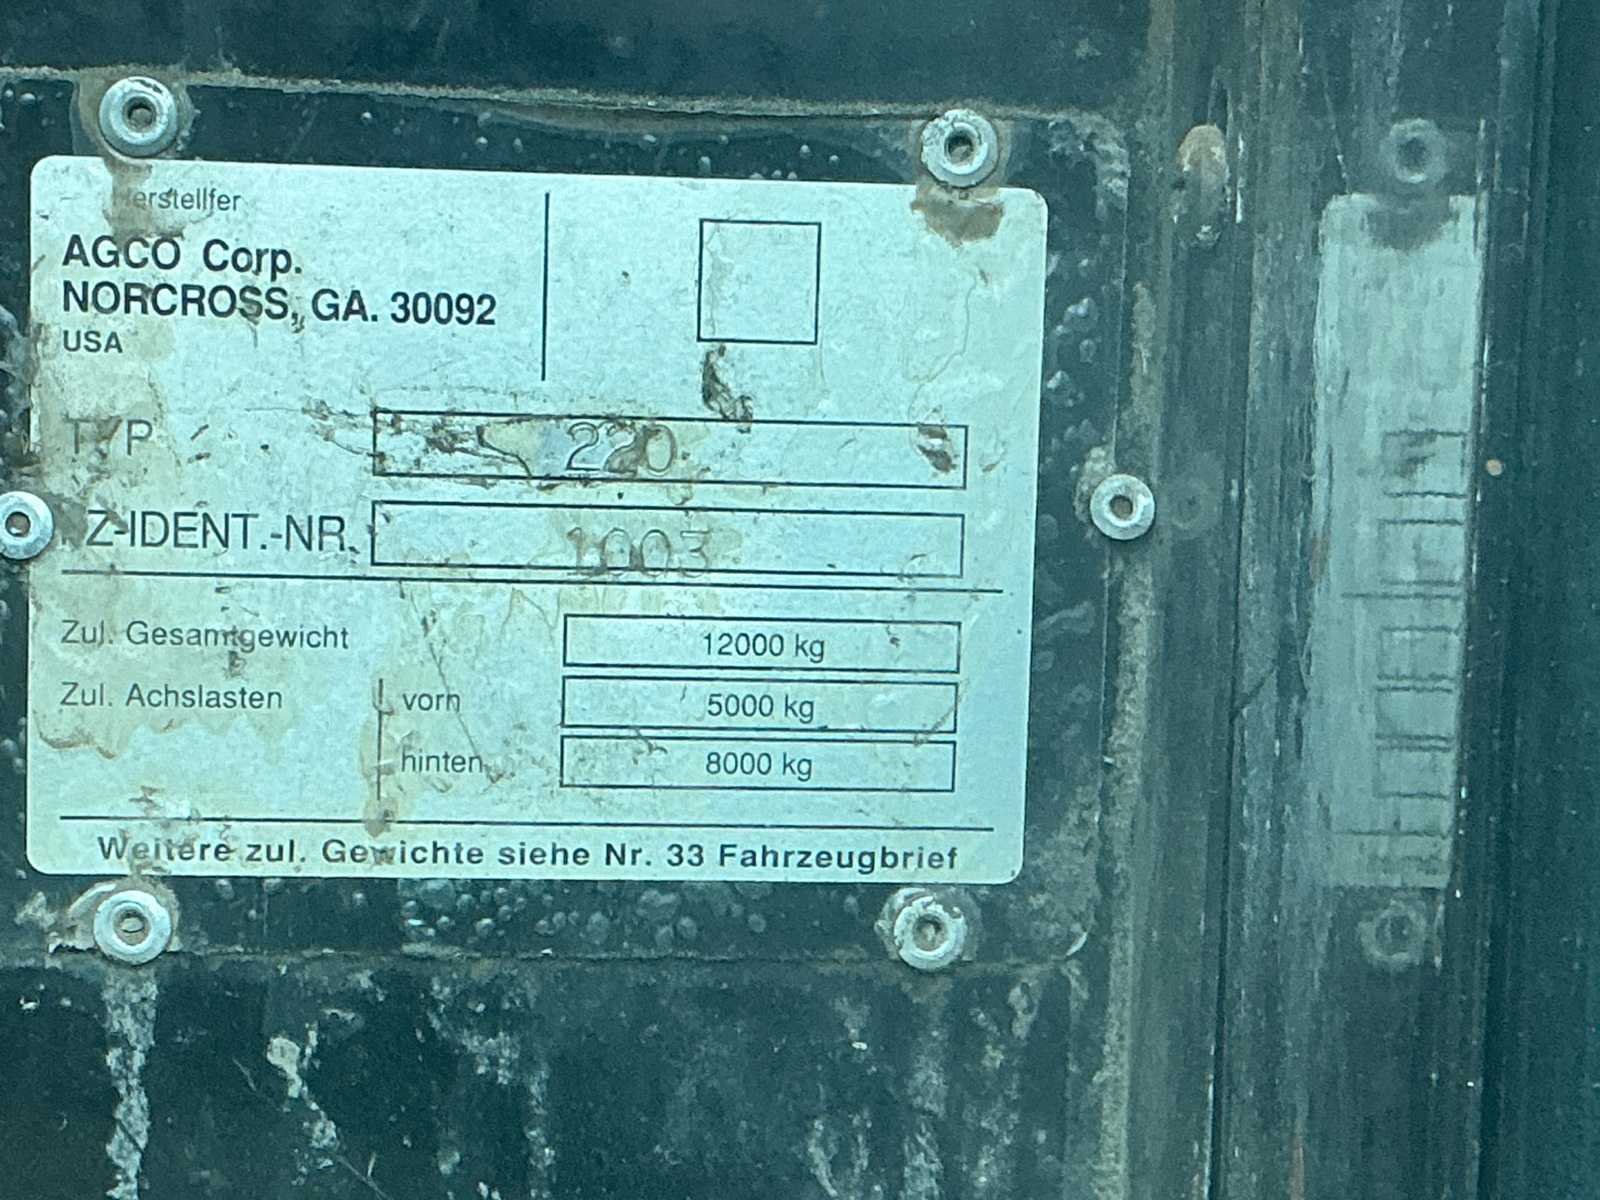 Herstellfer
AGCO Corp.
NORCROSS, GA. 30092
USA
TYP 220
Z-IDENT.-NR. 1003
Zul. Gesamtgewicht 12000 kg
Zul. Achslasten vorn 5000 kg
hinten 8000 kg
Weitere zul. Gewichte siehe Nr. 33 Fahrzeugbrief